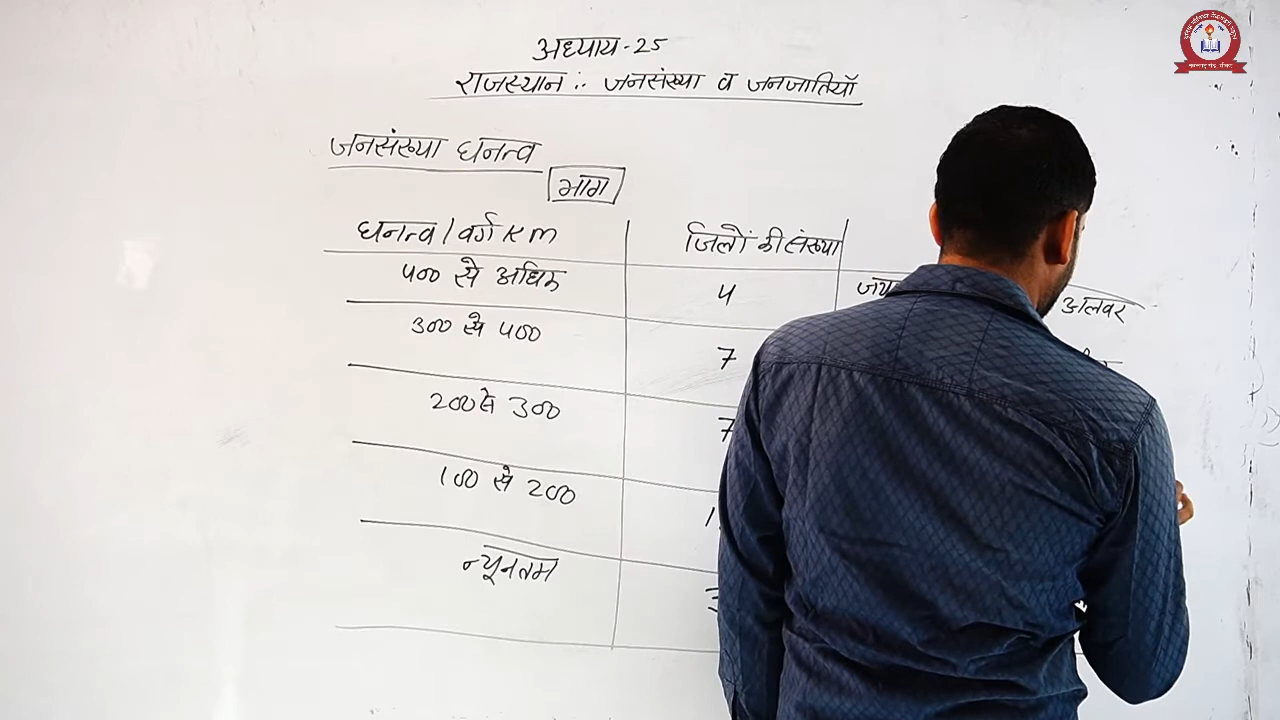 अध्याय-25
राजस्थान :- जनसंख्या व जनजातियाँ
जनसंख्या घनत्व
भाग
घनत्व/वर्ग KM जिलों की संख्या
400 से अधिक 4 अलवर
300 से 400 7
200 से 300 7
100 से 200
न्यूनतम